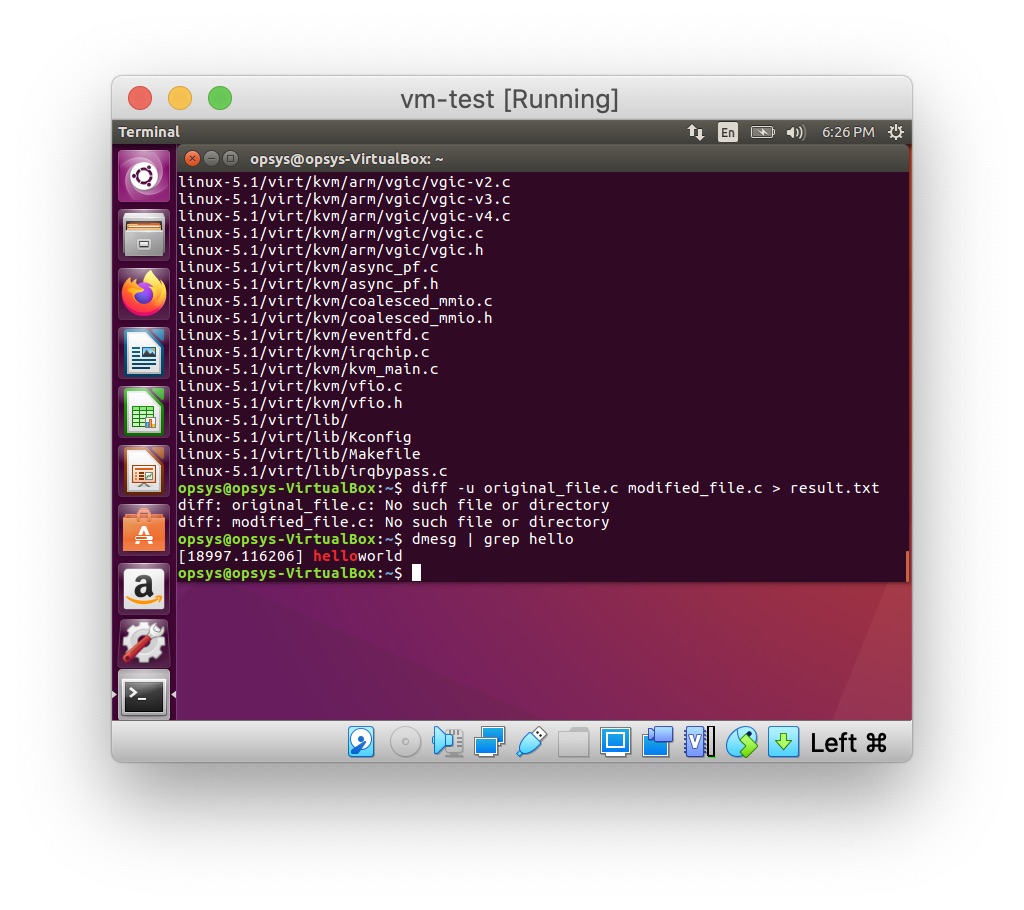 vm-test [Running]
Terminal
En
6:26 PM
opsys@opsys-VirtualBox: ~
linux-5.1/virt/kvm/arm/vgic/vgic-v2.c
linux-5.1/virt/kvm/arm/vgic/vgic-v3.c
linux-5.1/virt/kvm/arm/vgic/vgic-v4.c
linux-5.1/virt/kvm/arm/vgic/vgic.c
linux-5.1/virt/kvm/arm/vgic/vgic.h
linux-5.1/virt/kvm/async_pf.c
linux-5.1/virt/kvm/async_pf.h
linux-5.1/virt/kvm/coalesced_mmio.c
linux-5.1/virt/kvm/coalesced_mmio.h
linux-5.1/virt/kvm/eventfd.c
linux-5.1/virt/kvm/irqchip.c
linux-5.1/virt/kvm/kvm_main.c
linux-5.1/virt/kvm/vfio.c
linux-5.1/virt/kvm/vfio.h
linux-5.1/virt/lib/
linux-5.1/virt/lib/Kconfig
linux-5.1/virt/lib/Makefile
linux-5.1/virt/lib/irqbypass.c
opsys@opsys-VirtualBox:~$ diff -u original_file.c modified_file.c > result.txt
diff: original_file.c: No such file or directory
diff: modified_file.c: No such file or directory
opsys@opsys-VirtualBox:~$ dmesg | grep hello
[18997.116206] helloworld
opsys@opsys-VirtualBox:~$
Left ⌘